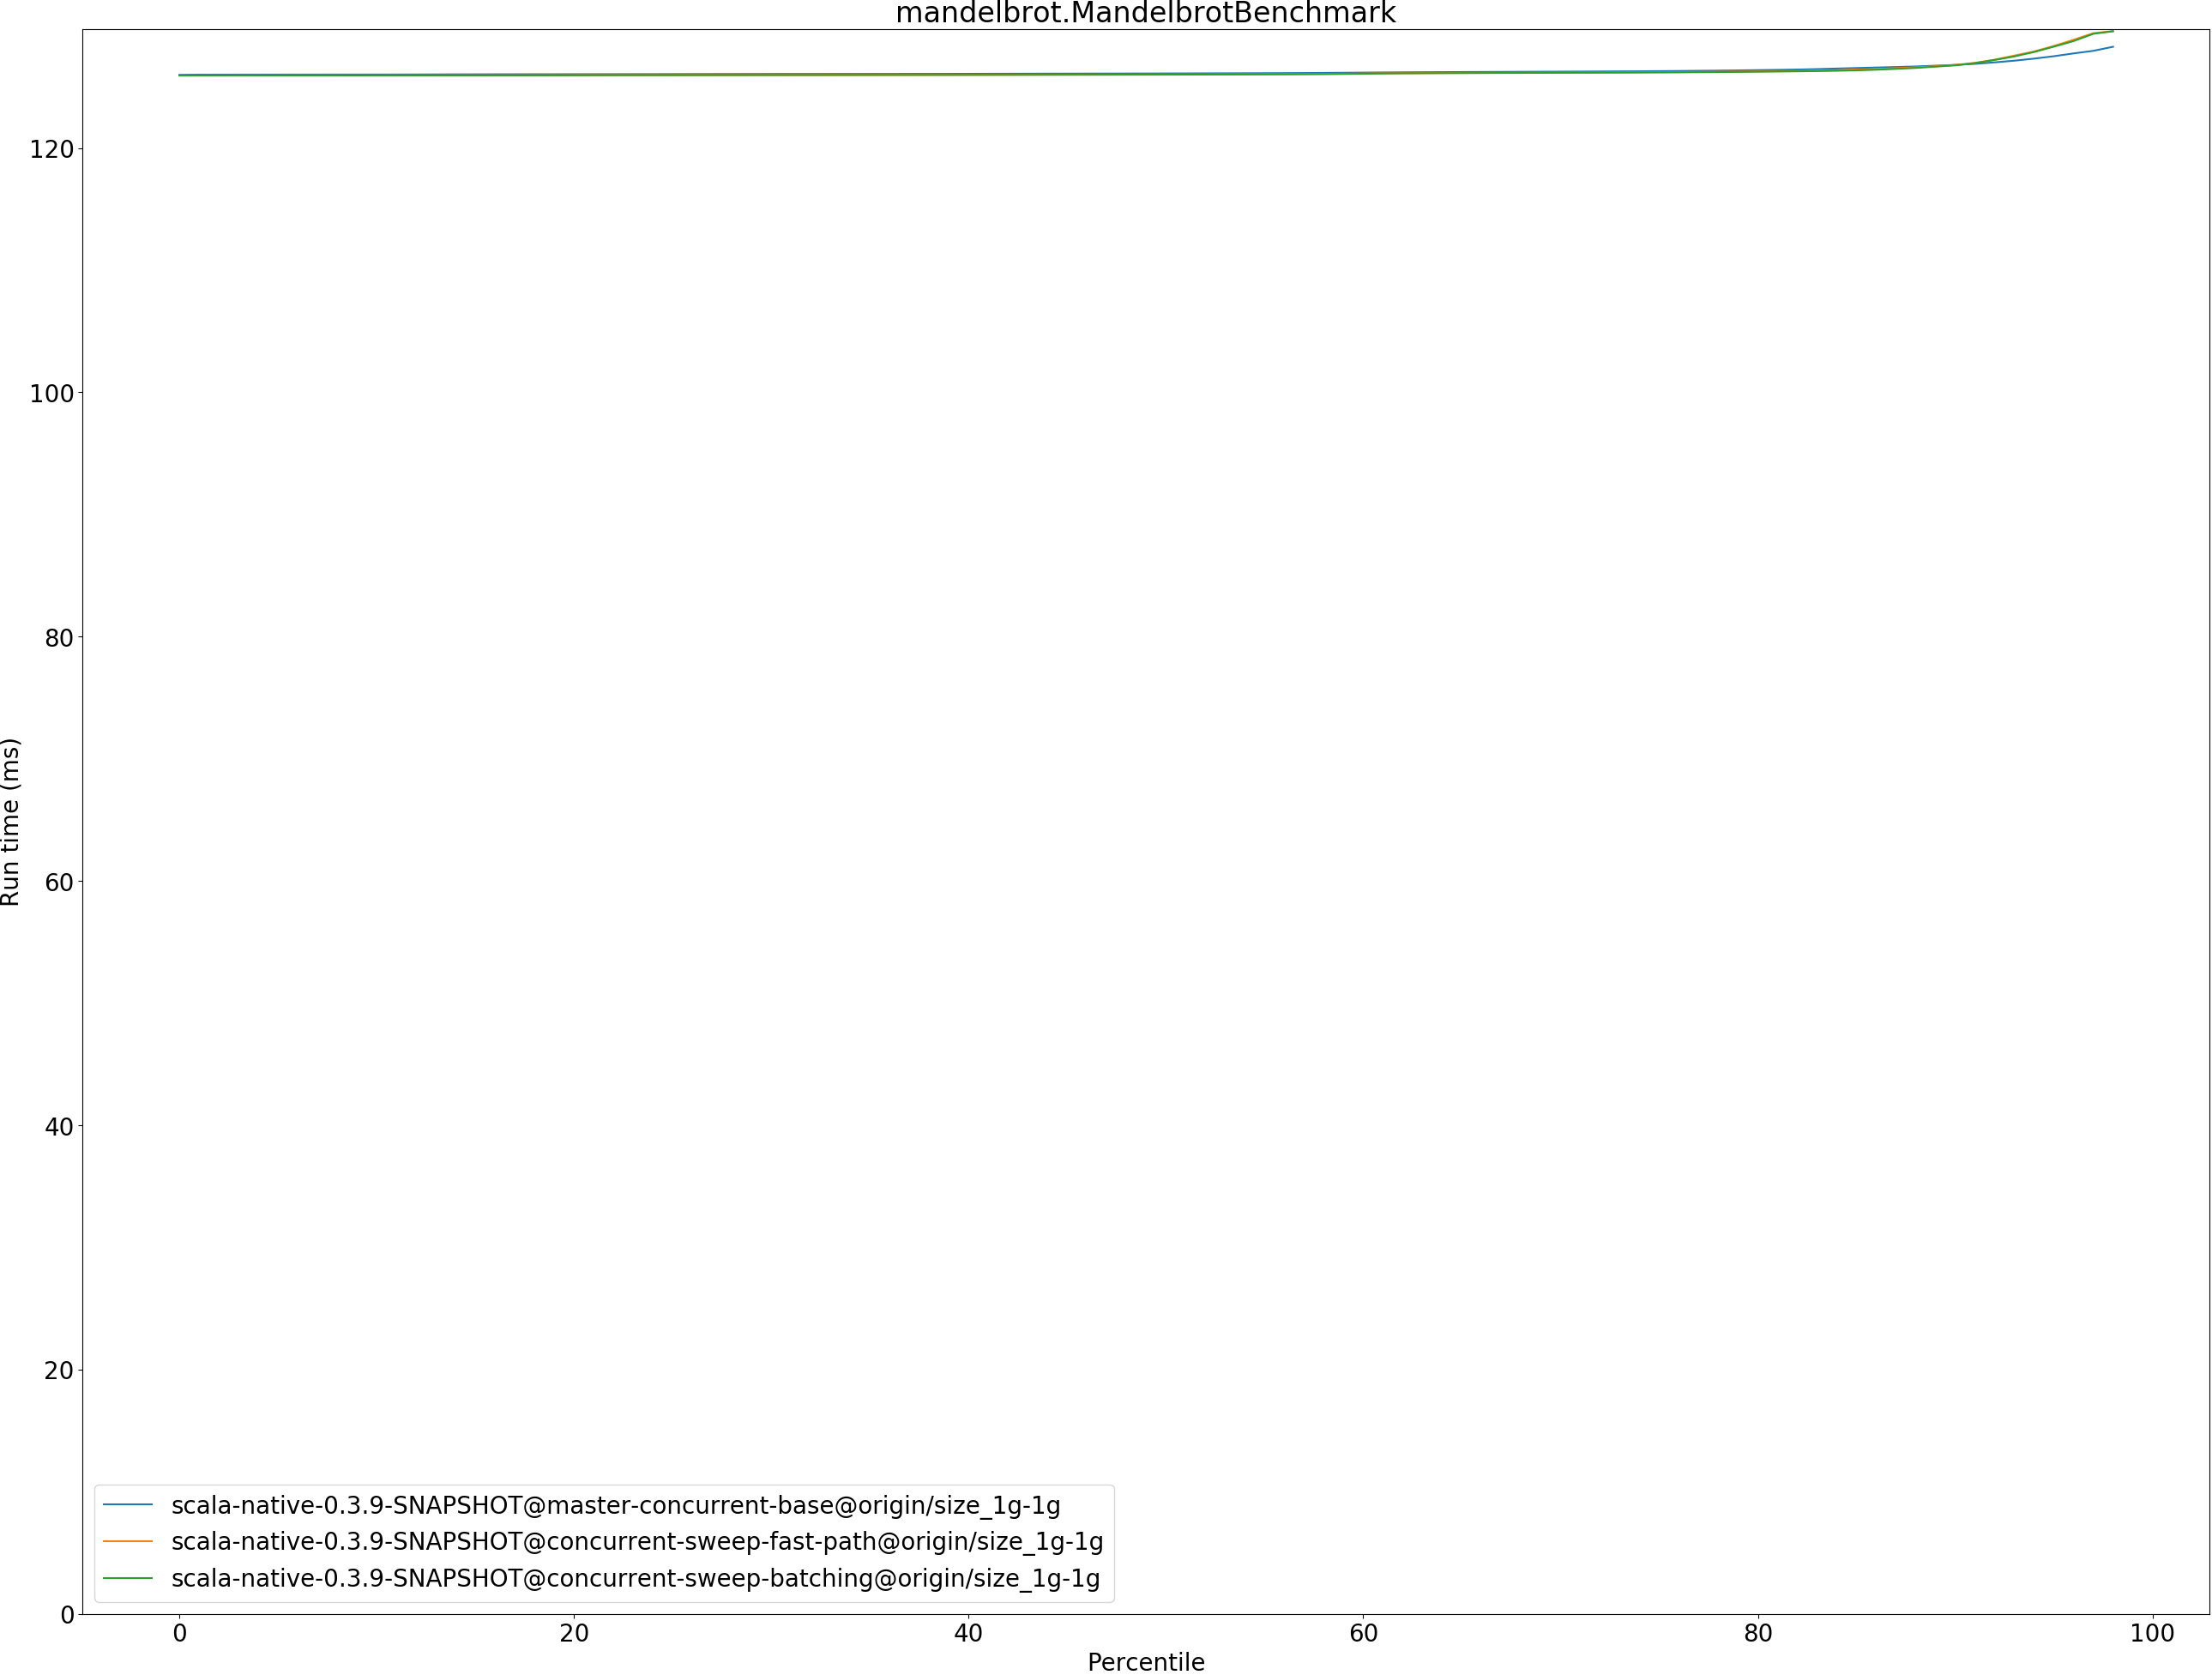 mandelbrot.MandelbrotBenchmark
120
100
80
60
40
20
0
Run time (ms)
scala-native-0.3.9-SNAPSHOT@master-concurrent-base@origin/size_1g-1g
scala-native-0.3.9-SNAPSHOT@concurrent-sweep-fast-path@origin/size_1g-1g
scala-native-0.3.9-SNAPSHOT@concurrent-sweep-batching@origin/size_1g-1g
0 20 40 60 80 100
Percentile